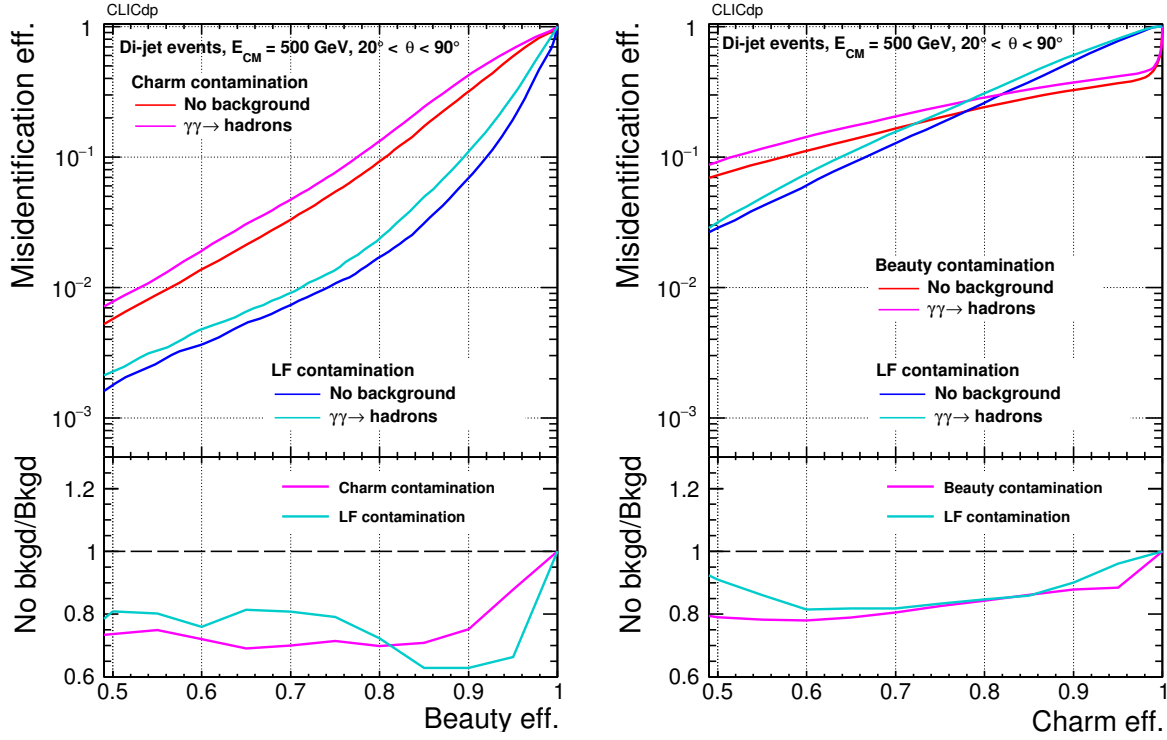 CLICdp
Misidentification eff.
1
10⁻¹
10⁻²
10⁻³
Di-jet events, E_CM = 500 GeV, 20° < θ < 90°
Charm contamination
No background
γγ→ hadrons
LF contamination
No background
γγ→ hadrons
No bkgd/Bkgd
1.2
1
0.8
0.6
Charm contamination
LF contamination
0.5 0.6 0.7 0.8 0.9 1
Beauty eff.
CLICdp
Misidentification eff.
1
10⁻¹
10⁻²
10⁻³
Di-jet events, E_CM = 500 GeV, 20° < θ < 90°
Beauty contamination
No background
γγ→ hadrons
LF contamination
No background
γγ→ hadrons
No bkgd/Bkgd
1.2
1
0.8
0.6
Beauty contamination
LF contamination
0.5 0.6 0.7 0.8 0.9 1
Charm eff.